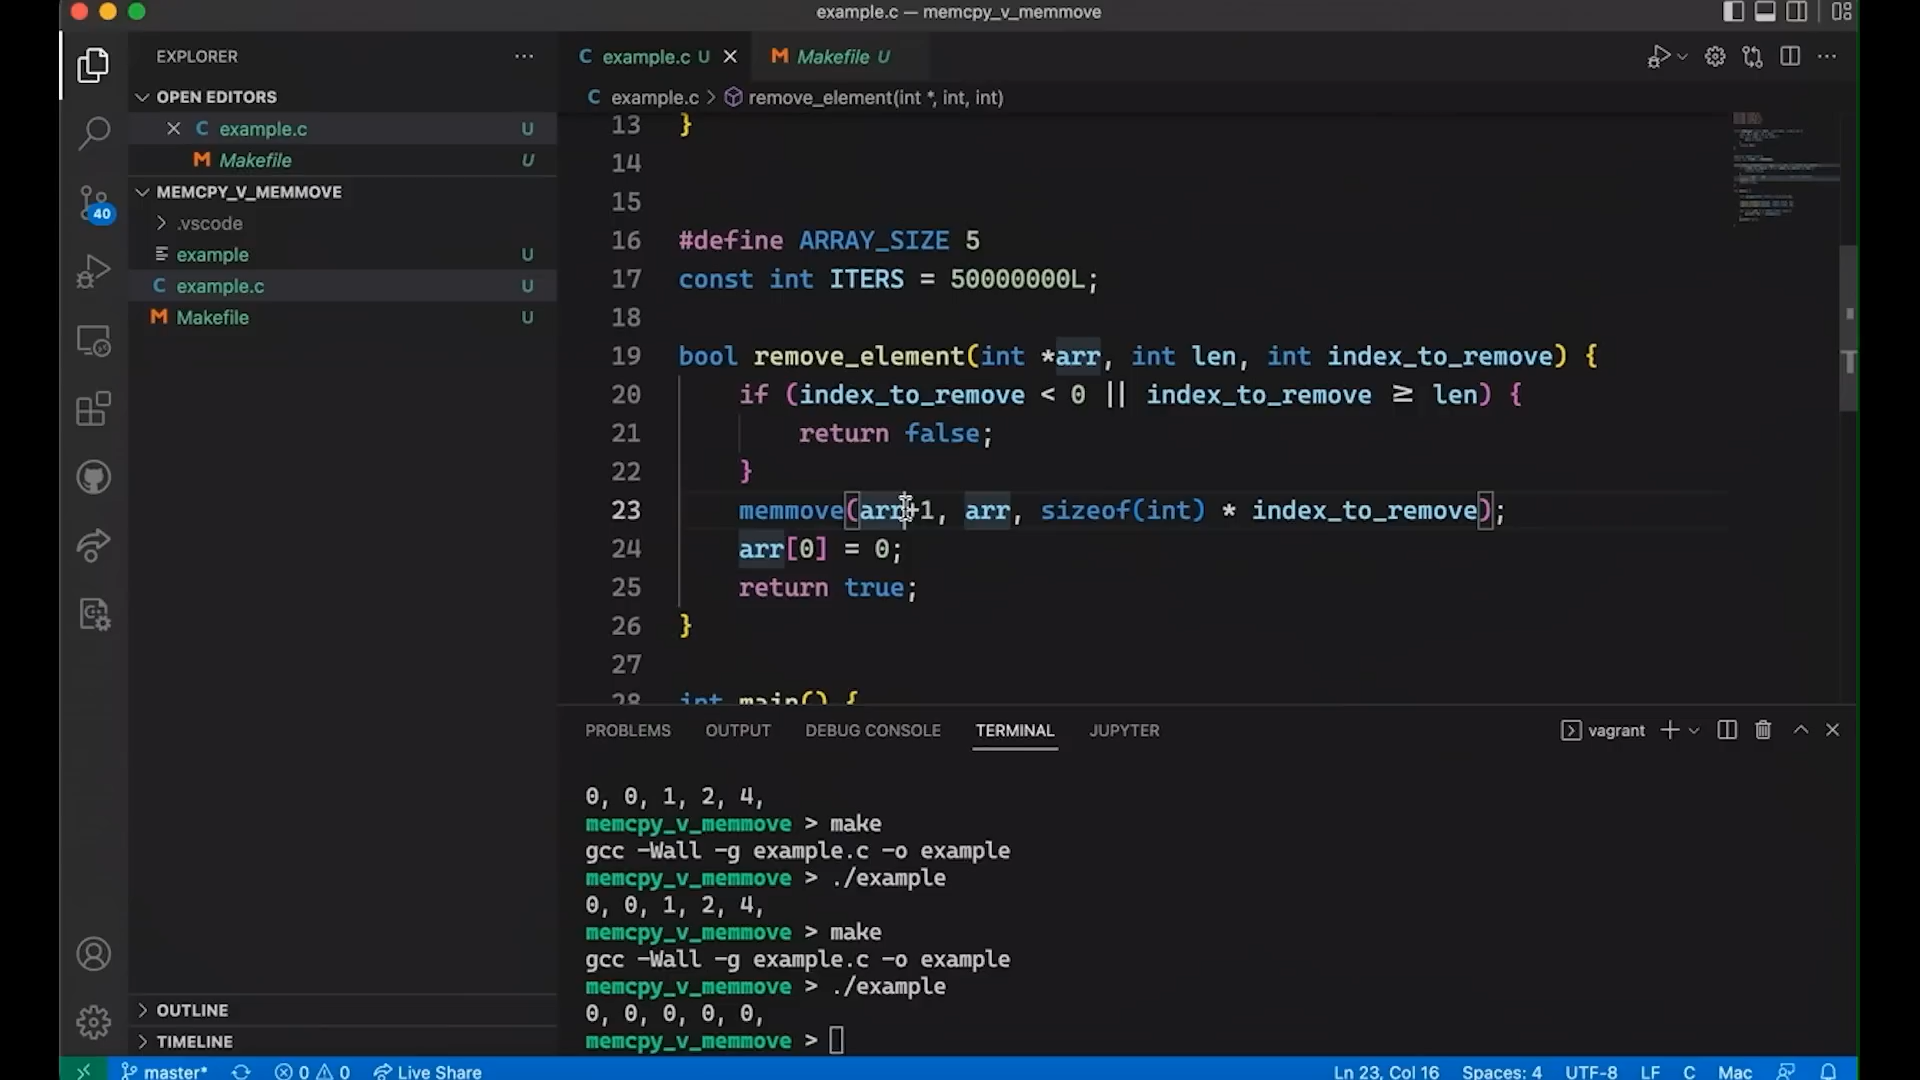 example.c — memcpy_v_memmove
EXPLORER
OPEN EDITORS
example.c U
Makefile U
MEMCPY_V_MEMMOVE
.vscode
example U
example.c U
Makefile U
40
OUTLINE
TIMELINE
C example.c U
M Makefile U
C example.c > remove_element(int *, int, int)
13 }
14
15
16 #define ARRAY_SIZE 5
17 const int ITERS = 50000000L;
18
19 bool remove_element(int *arr, int len, int index_to_remove) {
20 if (index_to_remove < 0 || index_to_remove ≥ len) {
21 return false;
22 }
23 memmove(arr+1, arr, sizeof(int) * index_to_remove);
24 arr[0] = 0;
25 return true;
26 }
27
28 int main() {
PROBLEMS OUTPUT DEBUG CONSOLE TERMINAL JUPYTER
vagrant
0, 0, 1, 2, 4,
memcpy_v_memmove > make
gcc -Wall -g example.c -o example
memcpy_v_memmove > ./example
0, 0, 1, 2, 4,
memcpy_v_memmove > make
gcc -Wall -g example.c -o example
memcpy_v_memmove > ./example
0, 0, 0, 0, 0,
memcpy_v_memmove >
master* 0 0 Live Share Ln 23, Col 16 Spaces: 4 UTF-8 LF C Mac